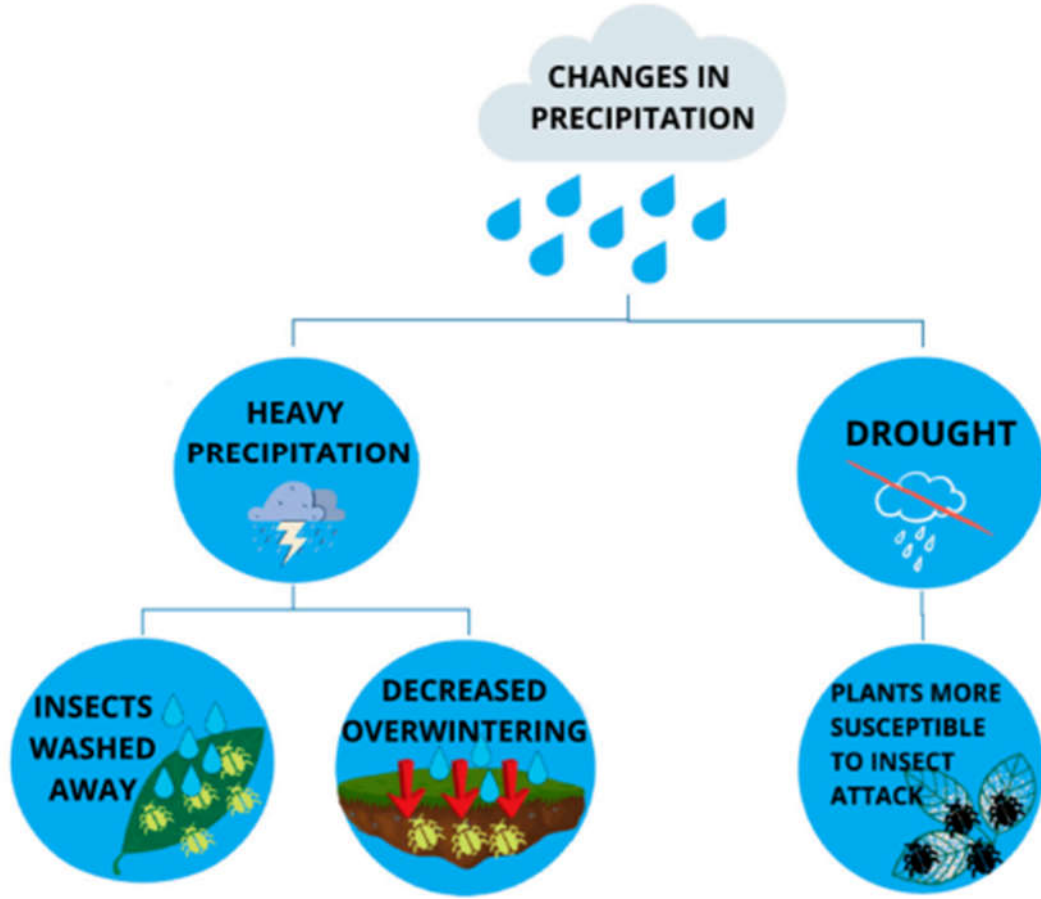 CHANGES IN
PRECIPITATION
HEAVY
PRECIPITATION
DROUGHT
INSECTS
WASHED
AWAY
DECREASED
OVERWINTERING
PLANTS MORE
SUSCEPTIBLE
TO INSECT
ATTACK